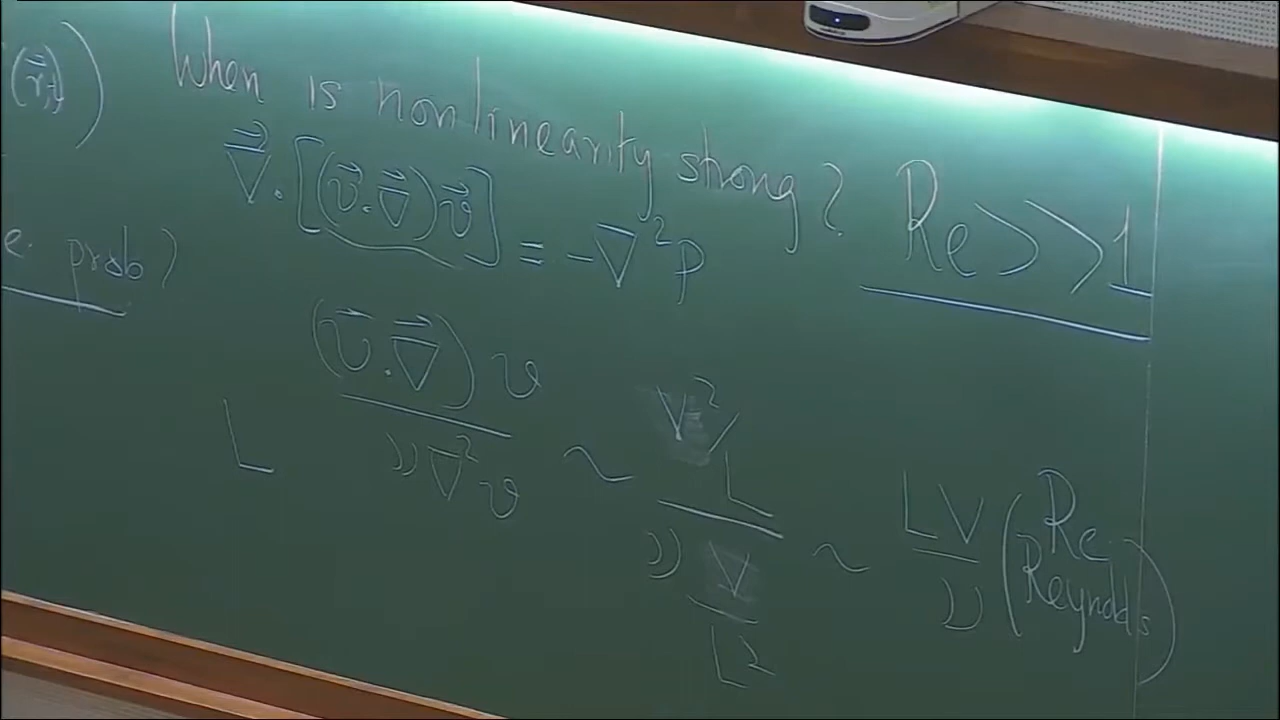 (r⃗,t))
When is nonlinearity strong?
Re >> 1
∇⃗ · [(v⃗ · ∇⃗) v⃗] = -∇²p
e. prob)
L
(v⃗ · ∇⃗) v / ν∇²v ~ (V²/L) / (ν V/L²) ~ LV/ν (Re Reynolds)